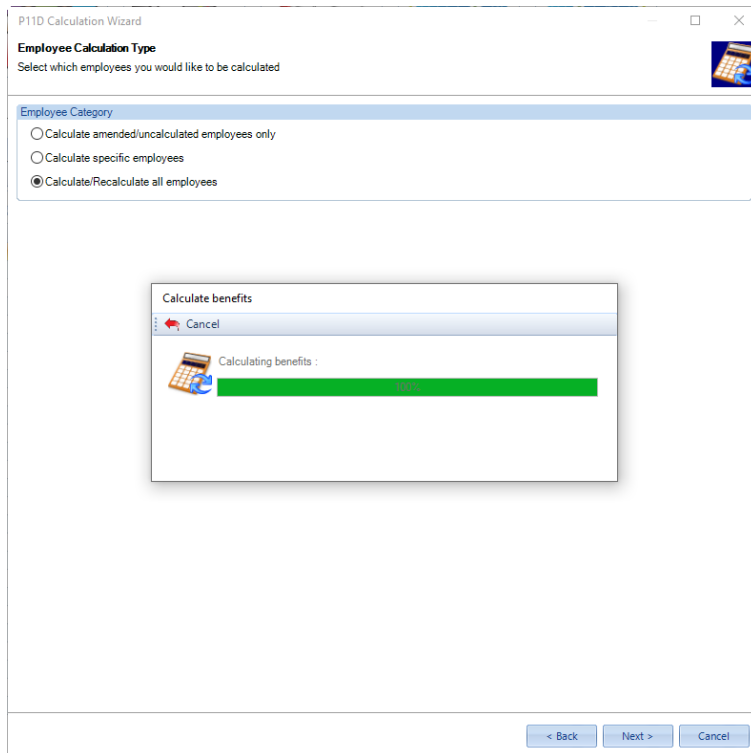 P11D Calculation Wizard
Employee Calculation Type
Select which employees you would like to be calculated
Employee Category
Calculate amended/uncalculated employees only
Calculate specific employees
Calculate/Recalculate all employees
Calculate benefits
Cancel
Calculating benefits :
100%
< Back Next > Cancel